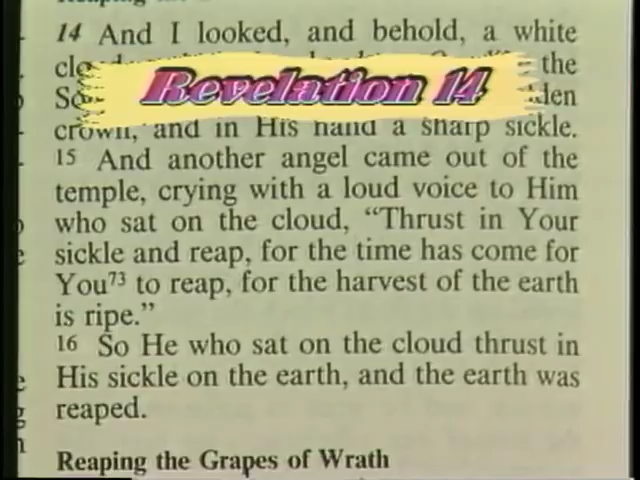 14 And I looked, and behold, a white
the
Revelation 14
crown, and in His hand a sharp sickle.
15 And another angel came out of the
temple, crying with a loud voice to Him
who sat on the cloud, “Thrust in Your
sickle and reap, for the time has come for
You73 to reap, for the harvest of the earth
is ripe.”
16 So He who sat on the cloud thrust in
His sickle on the earth, and the earth was
reaped.
Reaping the Grapes of Wrath